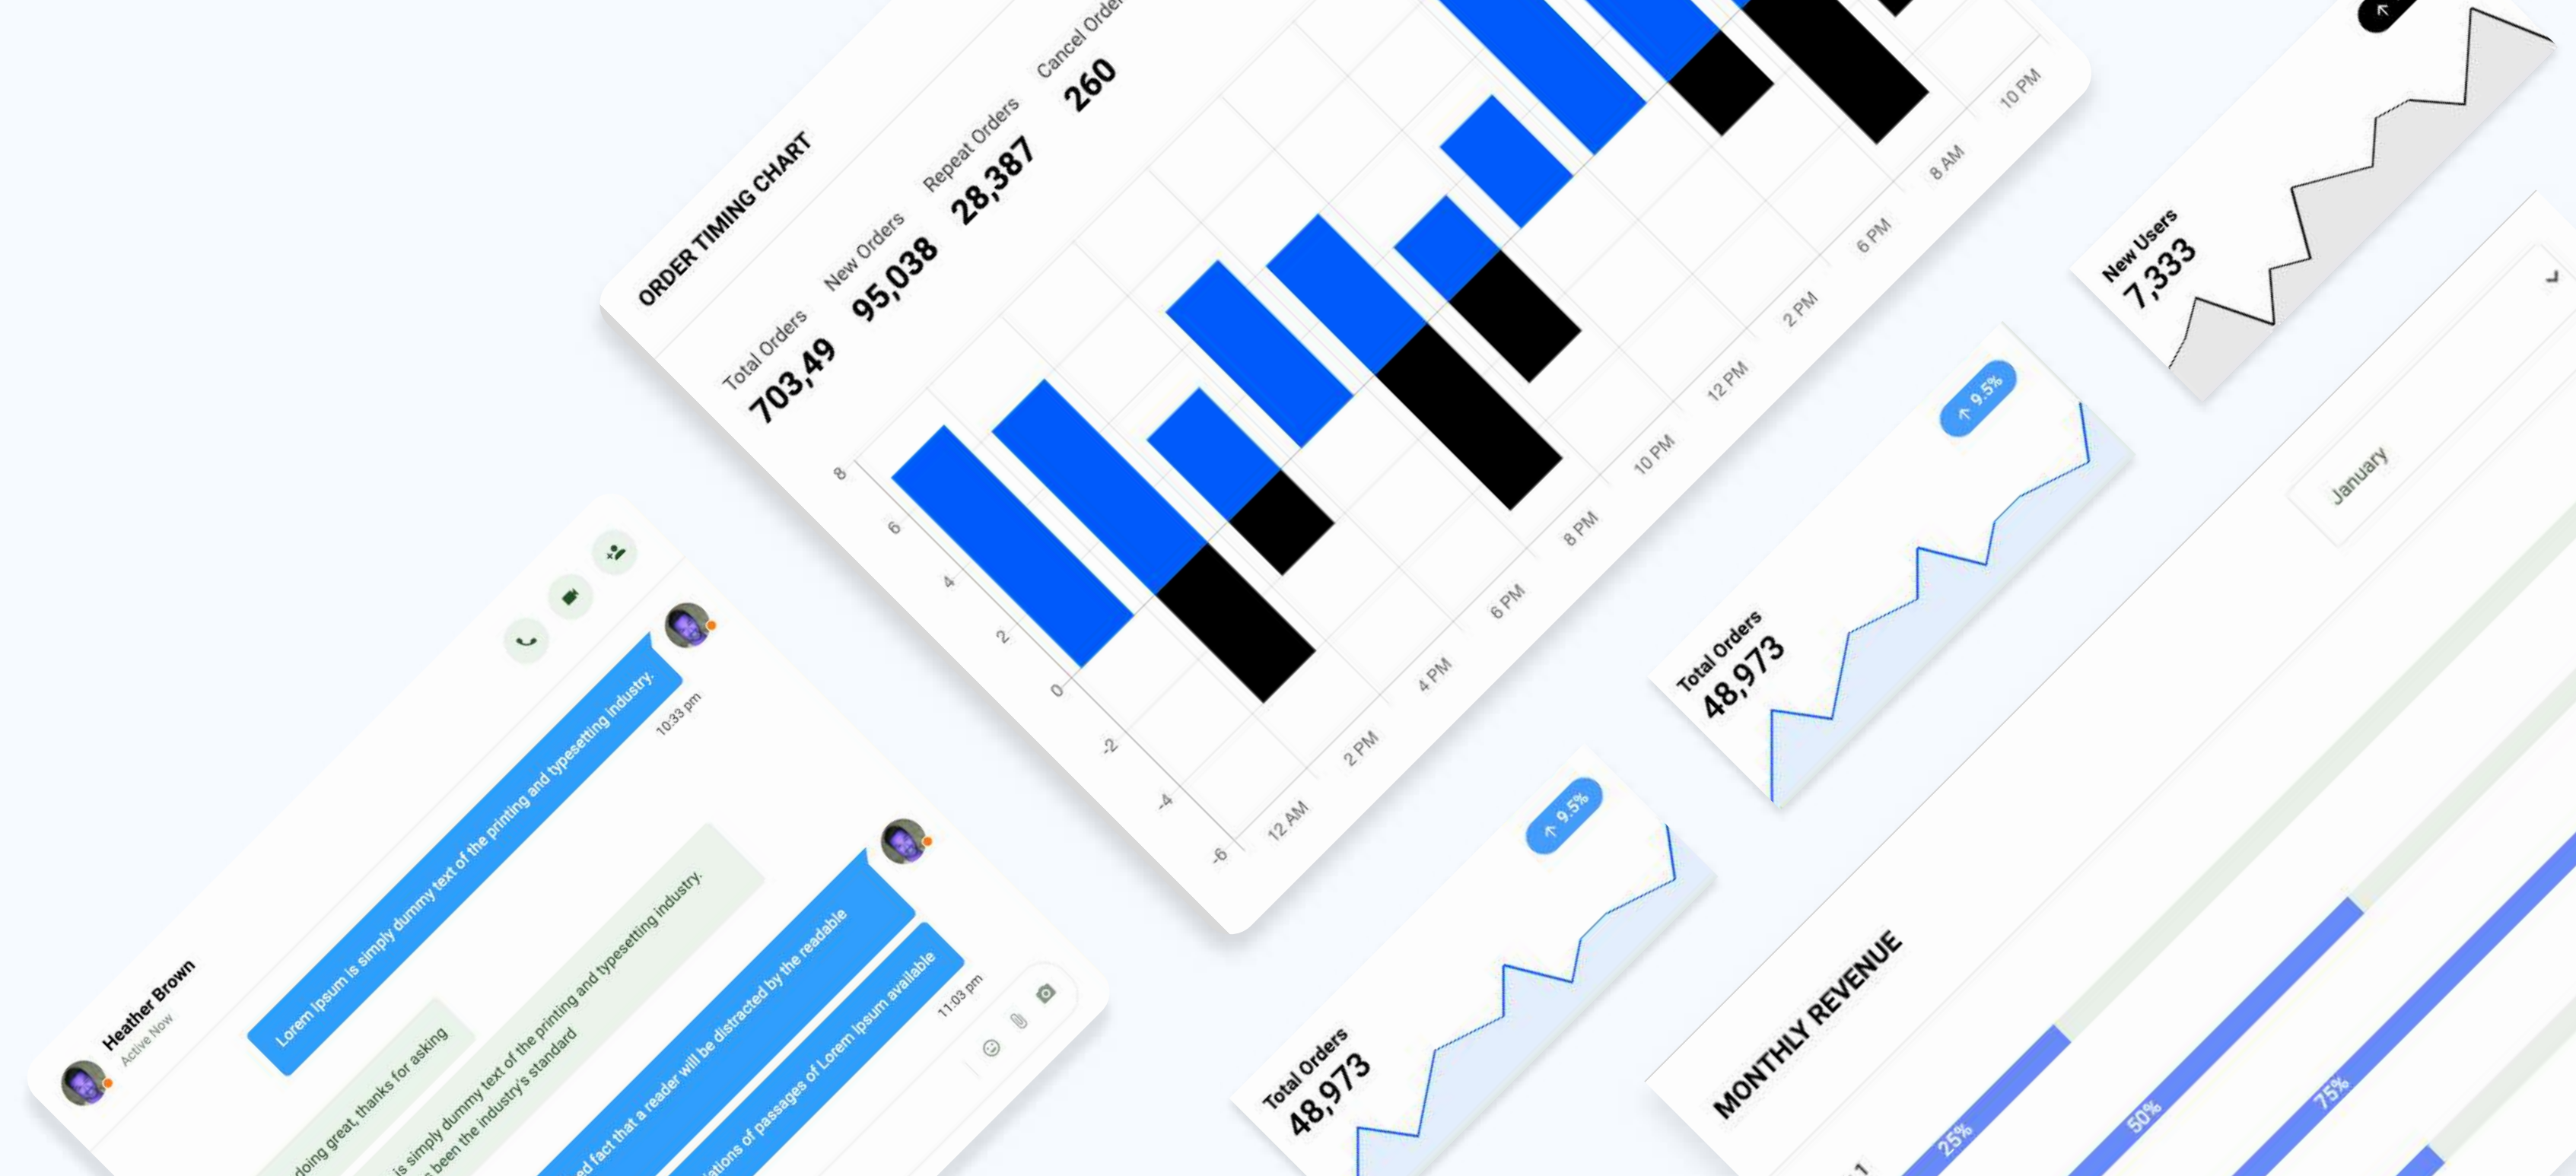 ORDER TIMING CHART
Total Orders
703,49
New Orders
95,038
Repeat Orders
28,387
Cancel Orde
260
8
6
4
2
0
-2
-4
-6
12 AM
2 PM
4 PM
6 PM
8 PM
10 PM
12 PM
2 PM
6 PM
8 AM
10 PM
Heather Brown
Active Now
Lorem Ipsum is simply dummy text of the printing and typesetting industry.
10:33 pm
doing great, thanks for asking
is simply dummy text of the printing and typesetting industry.
been the industry's standard
ed fact that a reader will be distracted by the readable
iations of passages of Lorem Ipsum available
11:03 pm
Total Orders
48,973
↑ 9.5%
Total Orders
48,973
↑ 9.5%
New Users
7,333
January
MONTHLY REVENUE
25%
50%
75%
1